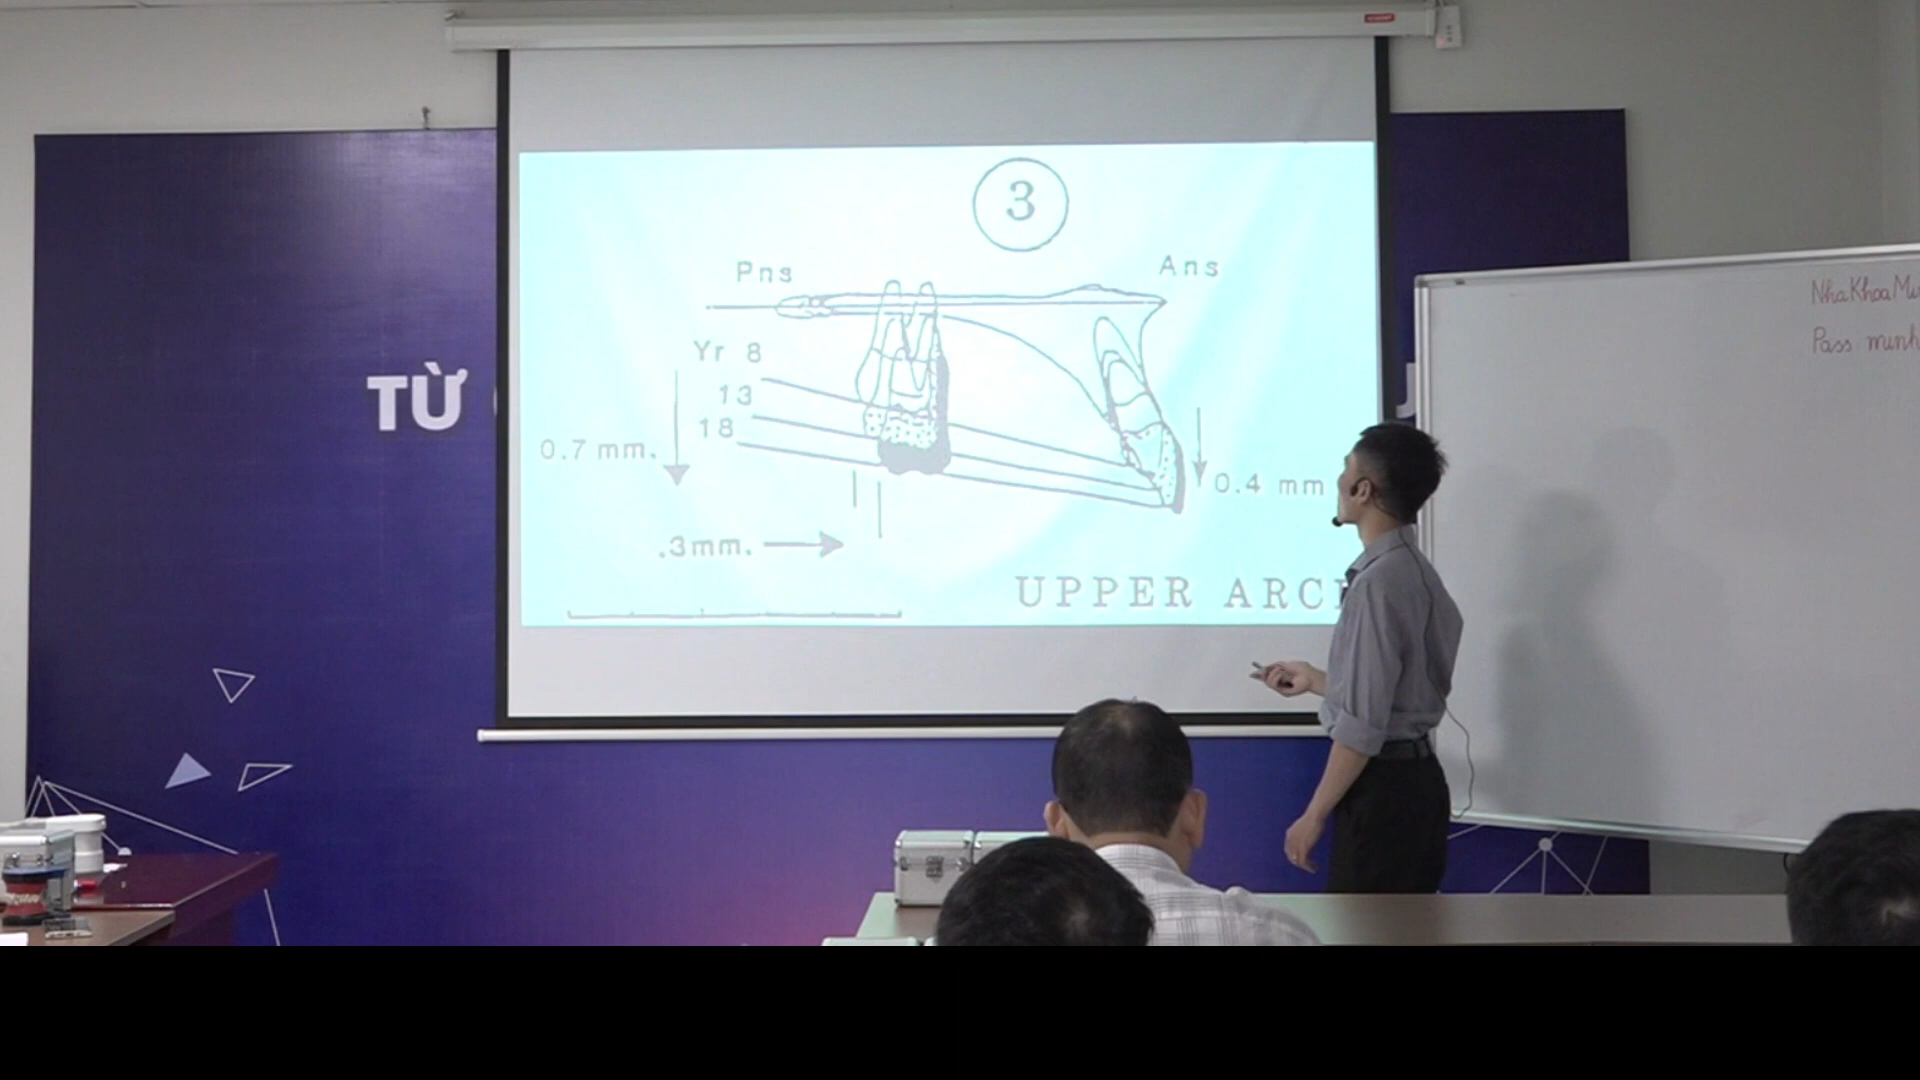 3
Pns
Ans
Yr 8
13
18
0.7 mm.
0.4 mm
.3mm.
UPPER ARC
TỪ
Nha Khoa
Pass minh